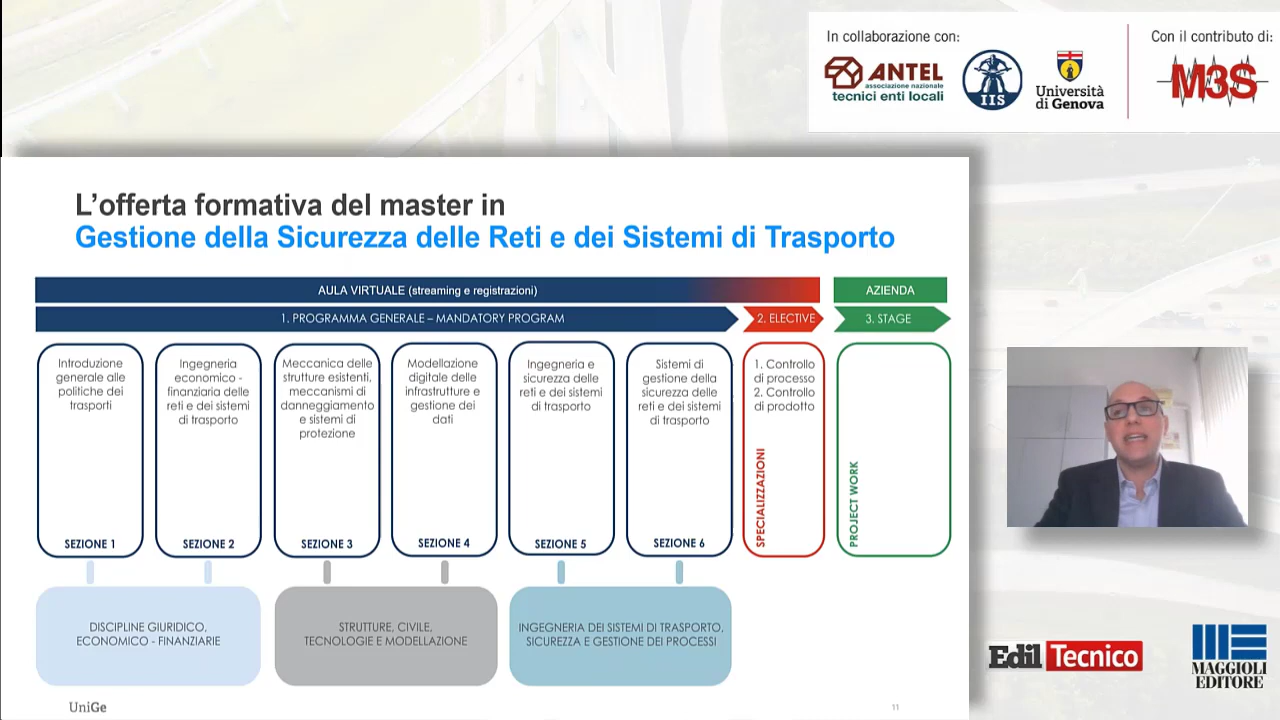 In collaborazione con:
Con il contributo di:
ANTEL
associazione nazionale
tecnici enti locali
IIS
Università
di Genova
M3S
L'offerta formativa del master in
Gestione della Sicurezza delle Reti e dei Sistemi di Trasporto
AULA VIRTUALE (streaming e registrazioni)
AZIENDA
1. PROGRAMMA GENERALE – MANDATORY PROGRAM
2. ELECTIVE
3. STAGE
Introduzione
generale alle
politiche dei
trasporti
SEZIONE 1
Ingegneria
economico -
finanziaria delle
reti e dei sistemi
di trasporto
SEZIONE 2
Meccanica delle
strutture esistenti,
meccanismi di
danneggiamento
e sistemi di
protezione
SEZIONE 3
Modellazione
digitale delle
infrastrutture e
gestione dei
dati
SEZIONE 4
Ingegneria e
sicurezza delle
reti e dei sistemi
di trasporto
SEZIONE 5
Sistemi di
gestione della
sicurezza delle
reti e dei sistemi
di trasporto
SEZIONE 6
1. Controllo
di processo
2. Controllo
di prodotto
SPECIALIZZAZIONI
PROJECT WORK
DISCIPLINE GIURIDICO,
ECONOMICO - FINANZIARIE
STRUTTURE, CIVILE,
TECNOLOGIE E MODELLAZIONE
INGEGNERIA DEI SISTEMI DI TRASPORTO,
SICUREZZA E GESTIONE DEI PROCESSI
UniGe
11
EdilTecnico
MAGGIOLI
EDITORE